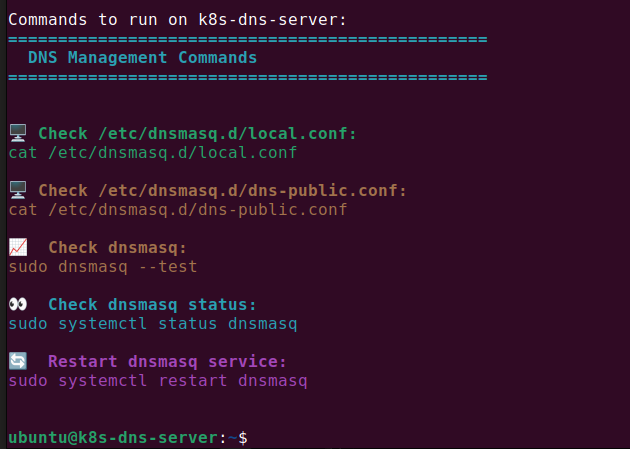 Commands to run on k8s-dns-server:
================================================
DNS Management Commands
================================================
🖥️ Check /etc/dnsmasq.d/local.conf:
cat /etc/dnsmasq.d/local.conf
🖥️ Check /etc/dnsmasq.d/dns-public.conf:
cat /etc/dnsmasq.d/dns-public.conf
📈 Check dnsmasq:
sudo dnsmasq --test
👀 Check dnsmasq status:
sudo systemctl status dnsmasq
🔄 Restart dnsmasq service:
sudo systemctl restart dnsmasq
ubuntu@k8s-dns-server:~$